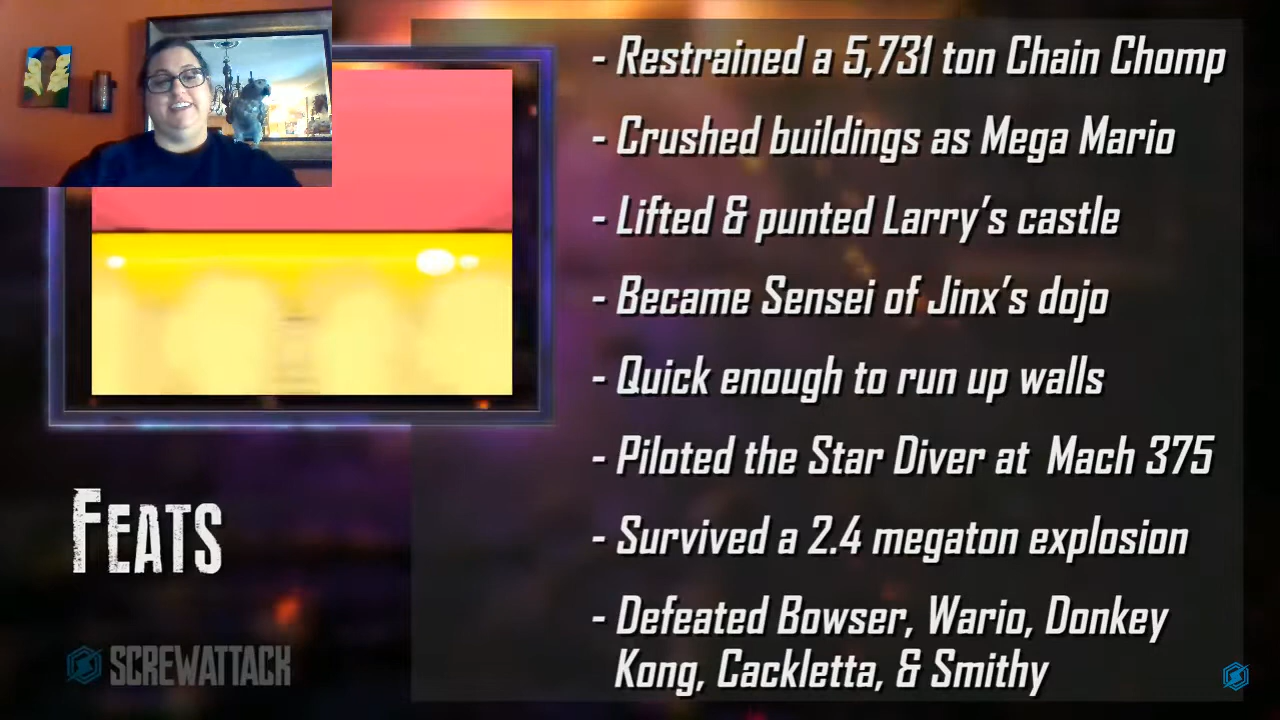 - Restrained a 5,731 ton Chain Chomp
- Crushed buildings as Mega Mario
- Lifted & punted Larry's castle
- Became Sensei of Jinx's dojo
- Quick enough to run up walls
- Piloted the Star Diver at Mach 375
- Survived a 2.4 megaton explosion
- Defeated Bowser, Wario, Donkey
Kong, Cackletta, & Smithy
FEATS
SCREWATTACK